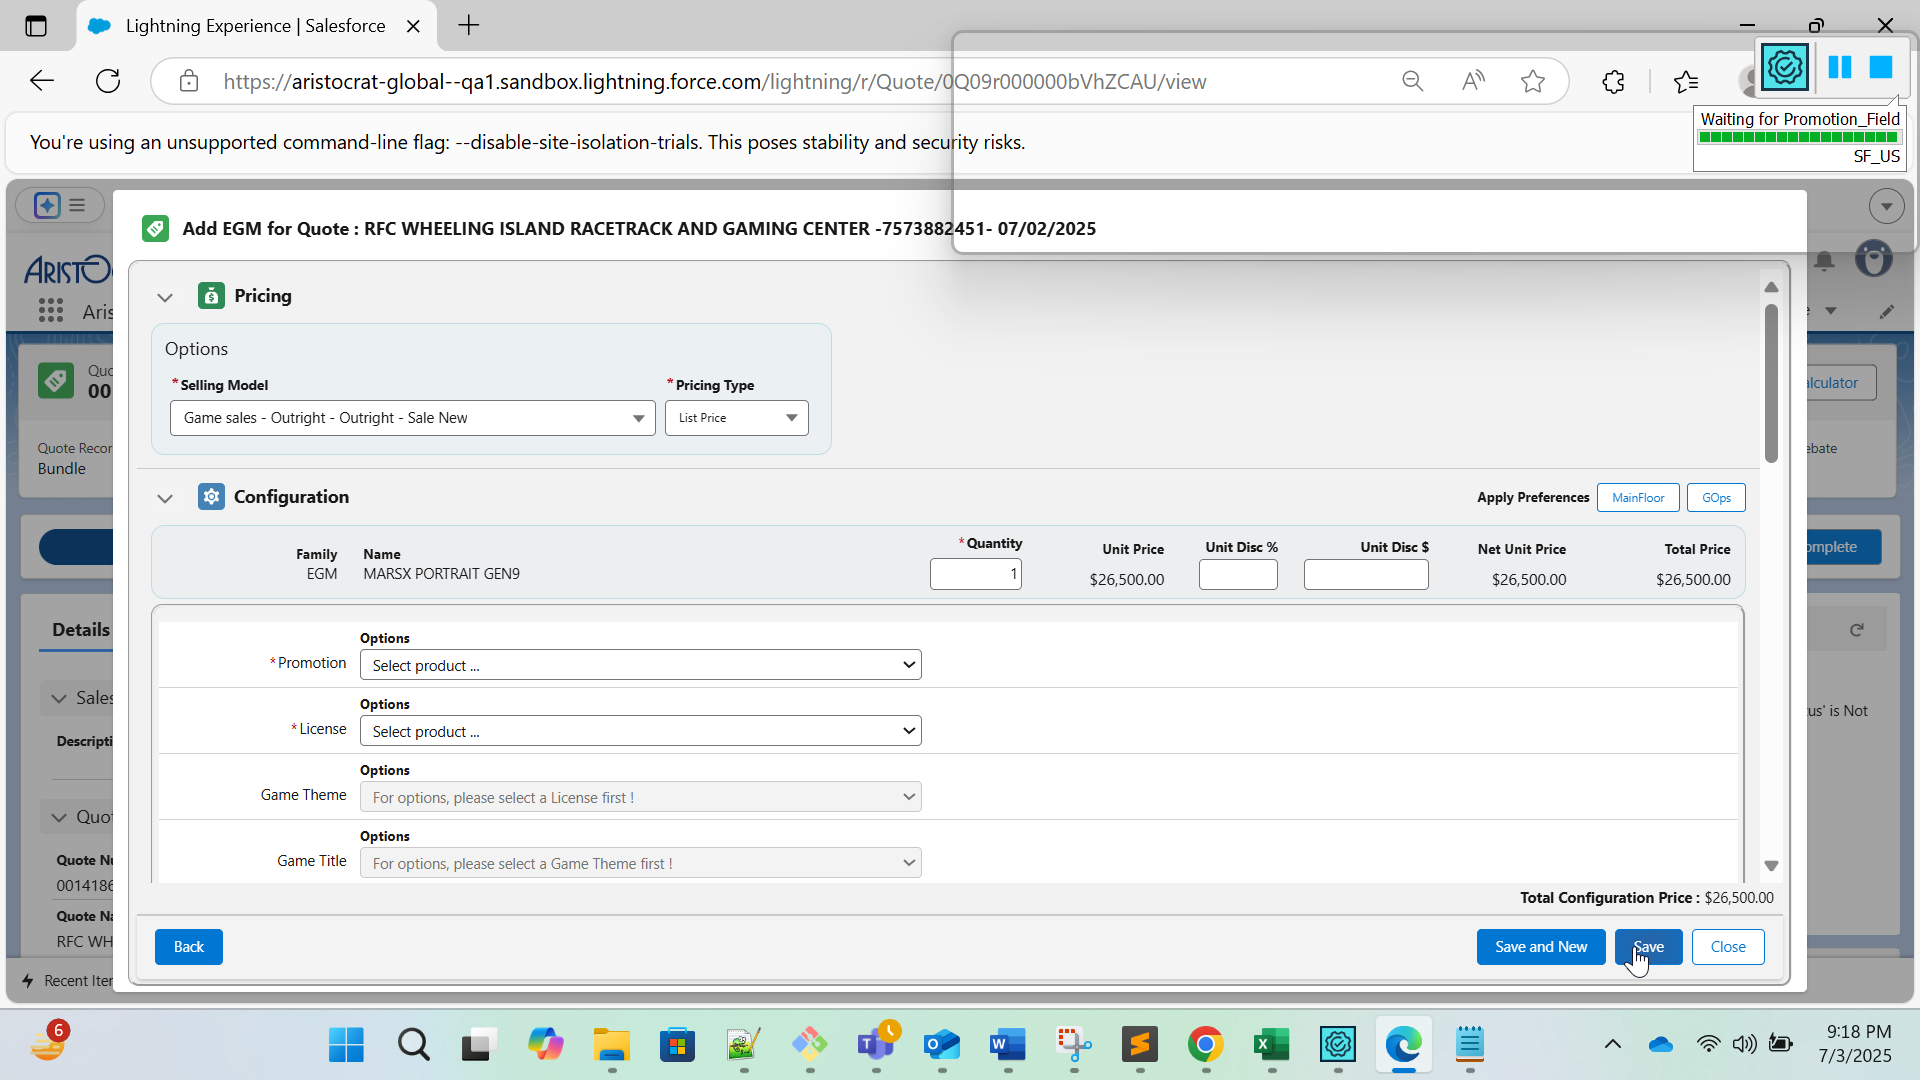 Lightning Experience | Salesforce
https://aristocrat-global--qa1.sandbox.lightning.force.com/lightning/r/Quote/0Q09r000000bVhZCAU/view
You're using an unsupported command-line flag: --disable-site-isolation-trials. This poses stability and security risks.
Waiting for Promotion_Field
SF_US
Add EGM for Quote : RFC WHEELING ISLAND RACETRACK AND GAMING CENTER -7573882451- 07/02/2025
Pricing
Options
*Selling Model
*Pricing Type
Game sales - Outright - Outright - Sale New
List Price
Configuration
Apply Preferences
MainFloor
GOps
Family
Name
*Quantity
Unit Price
Unit Disc %
Unit Disc $
Net Unit Price
Total Price
EGM
MARSX PORTRAIT GEN9
1
$26,500.00
$26,500.00
$26,500.00
Options
*Promotion
Select product ...
Options
*License
Select product ...
Options
Game Theme
For options, please select a License first !
Options
Game Title
For options, please select a Game Theme first !
Total Configuration Price : $26,500.00
Back
Save and New
Save
Close
ARISTOC
Aris
Quo
00
Quote Recor
Bundle
alculator
ebate
omplete
Details
Sales
Descripti
us' is Not
Quot
Quote Nu
0014186
Quote Na
RFC WH
Recent Iter
6
9:18 PM
7/3/2025